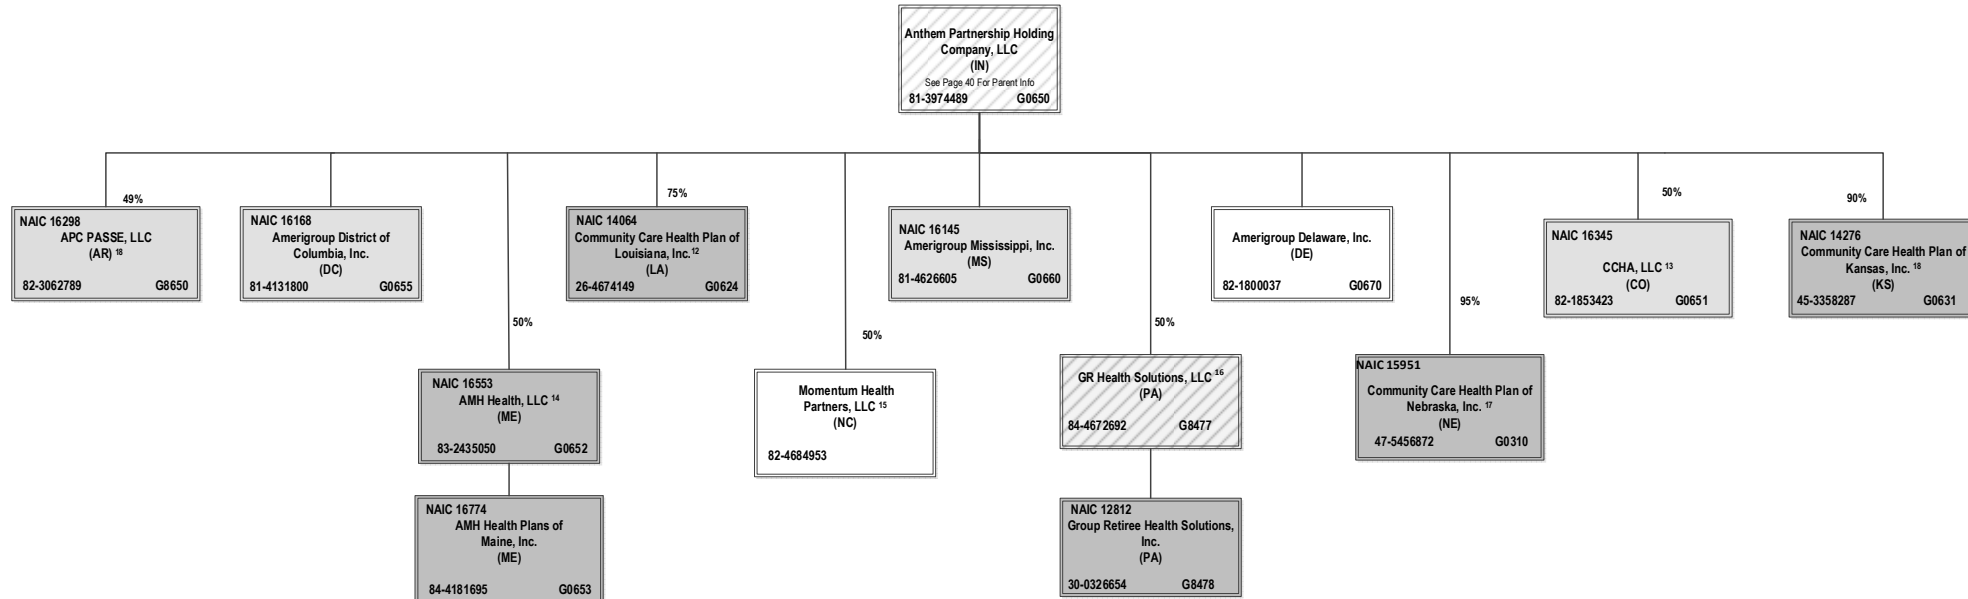 Anthem Partnership Holding
Company, LLC
(IN)
See Page 40 For Parent Info
81-3974489 G0650
49%
NAIC 16298
APC PASSE, LLC
(AR) 18
82-3062789 G8650
NAIC 16168
Amerigroup District of
Columbia, Inc.
(DC)
81-4131800 G0655
75%
NAIC 14064
Community Care Health Plan of
Louisiana, Inc.12
(LA)
26-4674149 G0624
NAIC 16145
Amerigroup Mississippi, Inc.
(MS)
81-4626605 G0660
Amerigroup Delaware, Inc.
(DE)
82-1800037 G0670
50%
NAIC 16345
CCHA, LLC 13
(CO)
82-1853423 G0651
90%
NAIC 14276
Community Care Health Plan of
Kansas, Inc. 18
(KS)
45-3358287 G0631
50%
NAIC 16553
AMH Health, LLC 14
(ME)
83-2435050 G0652
50%
Momentum Health
Partners, LLC 15
(NC)
82-4684953
50%
GR Health Solutions, LLC 16
(PA)
84-4672692 G8477
95%
NAIC 15951
Community Care Health Plan of
Nebraska, Inc. 17
(NE)
47-5456872 G0310
NAIC 16774
AMH Health Plans of
Maine, Inc.
(ME)
84-4181695 G0653
NAIC 12812
Group Retiree Health Solutions,
Inc.
(PA)
30-0326654 G8478